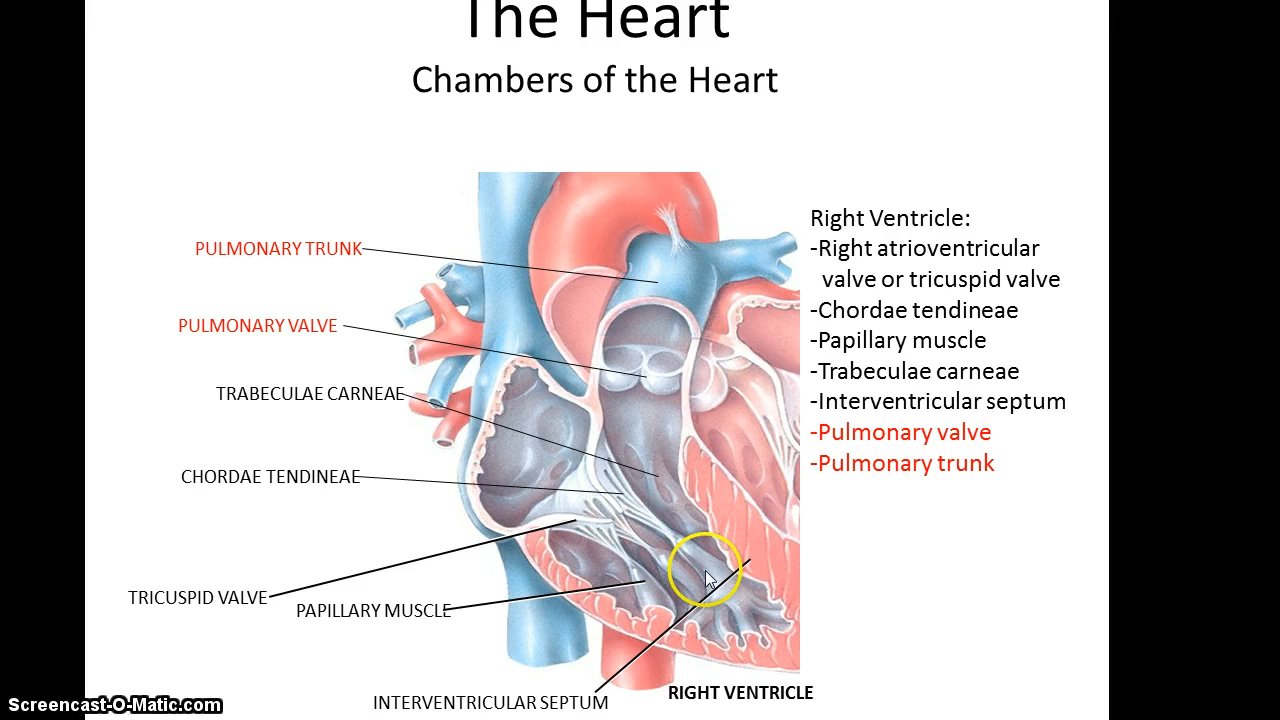 The Heart
Chambers of the Heart
PULMONARY TRUNK
PULMONARY VALVE
TRABECULAE CARNEAE
CHORDAE TENDINEAE
TRICUSPID VALVE
PAPILLARY MUSCLE
INTERVENTRICULAR SEPTUM
RIGHT VENTRICLE
Right Ventricle:
-Right atrioventricular
valve or tricuspid valve
-Chordae tendineae
-Papillary muscle
-Trabeculae carneae
-Interventricular septum
-Pulmonary valve
-Pulmonary trunk
Screencast-O-Matic.com